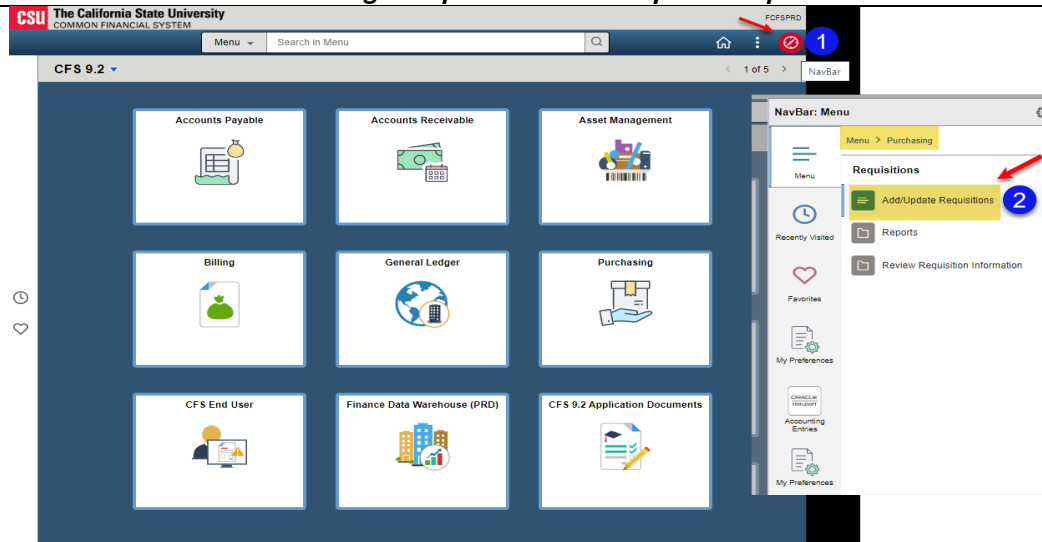 CSU The California State University
COMMON FINANCIAL SYSTEM
FCFSPRD
Menu
Search in Menu
1
CFS 9.2
1 of 5
NavBar
Accounts Payable
Accounts Receivable
Asset Management
Billing
General Ledger
Purchasing
CFS End User
Finance Data Warehouse (PRD)
CFS 9.2 Application Documents
NavBar: Menu
Menu > Purchasing
Menu
Requisitions
Add/Update Requisitions
2
Recently Visited
Reports
Review Requisition Information
Favorites
My Preferences
ORACLE
PEOPLESOFT
Accounting
Entries
My Preferences